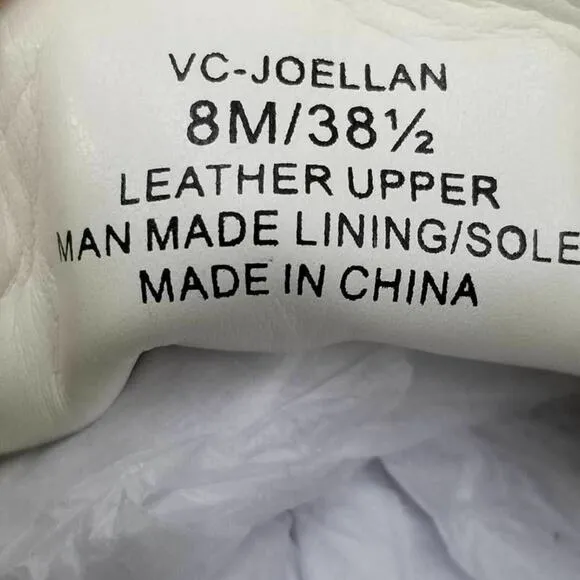 VC-JOELLAN
8M/38½
LEATHER UPPER
MAN MADE LINING/SOLE
MADE IN CHINA